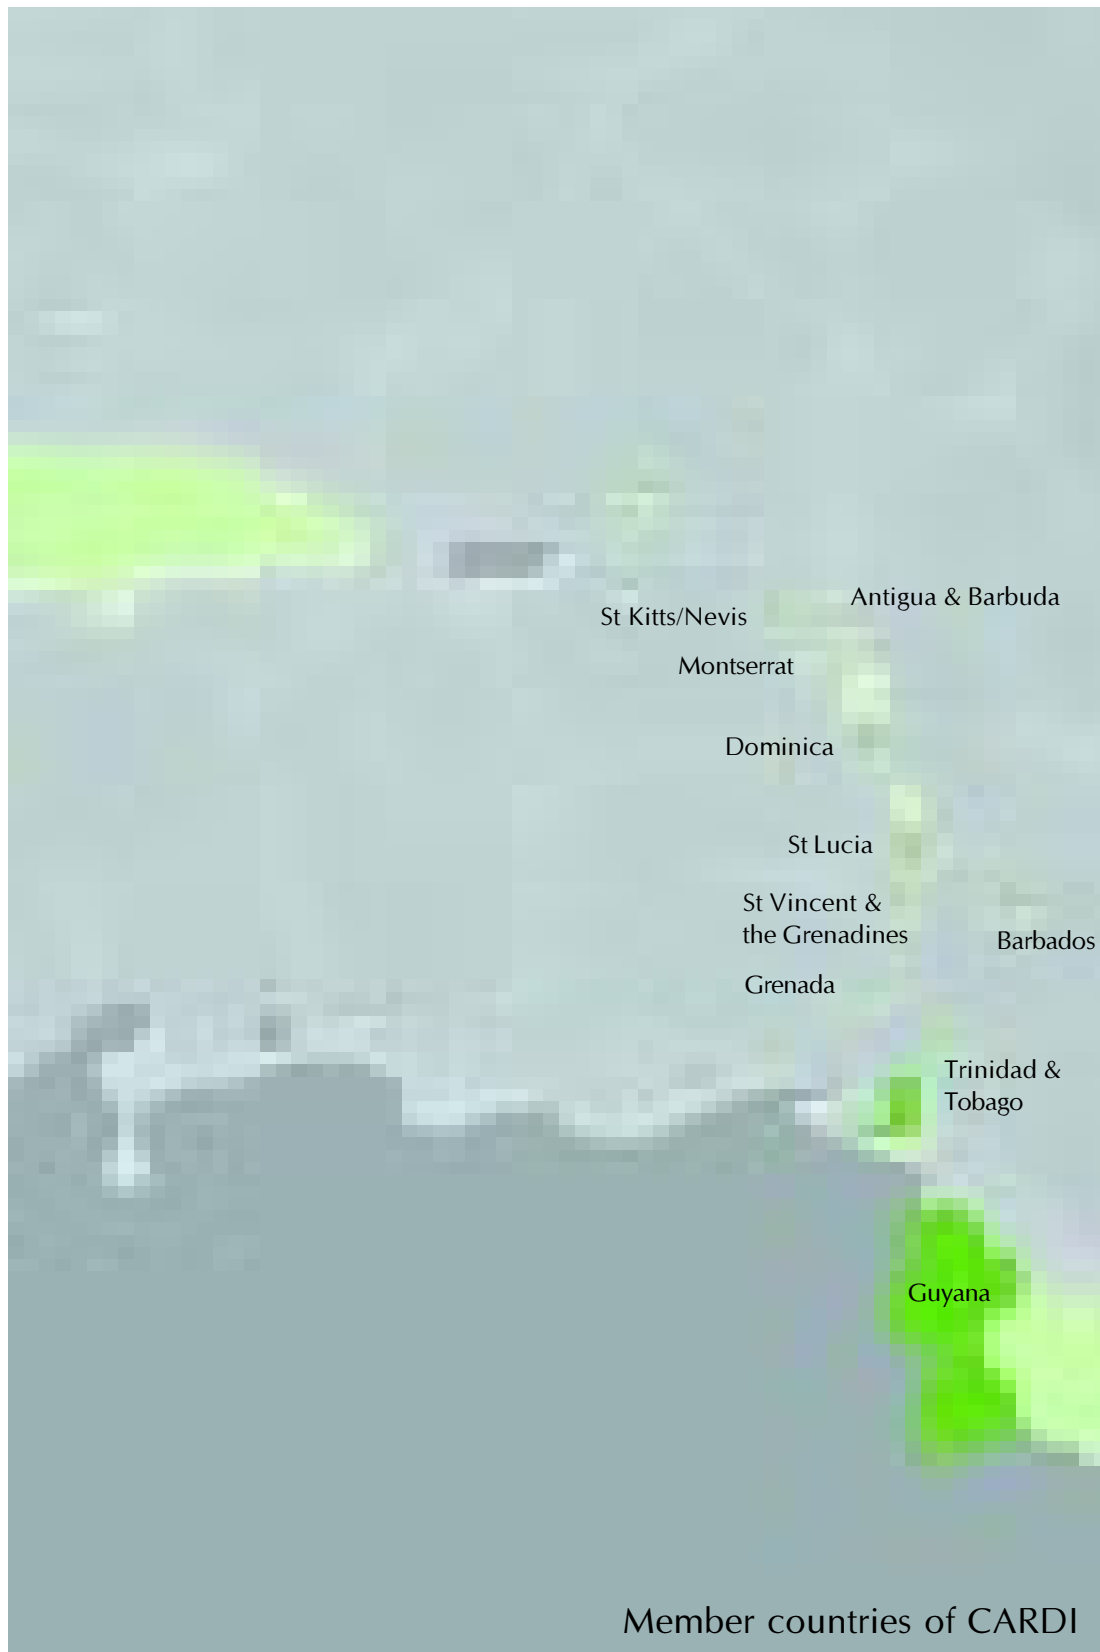 Antigua & Barbuda
St Kitts/Nevis
Montserrat
Dominica
St Lucia
St Vincent &
the Grenadines
Barbados
Grenada
Trinidad &
Tobago
Guyana
Member countries of CARDI